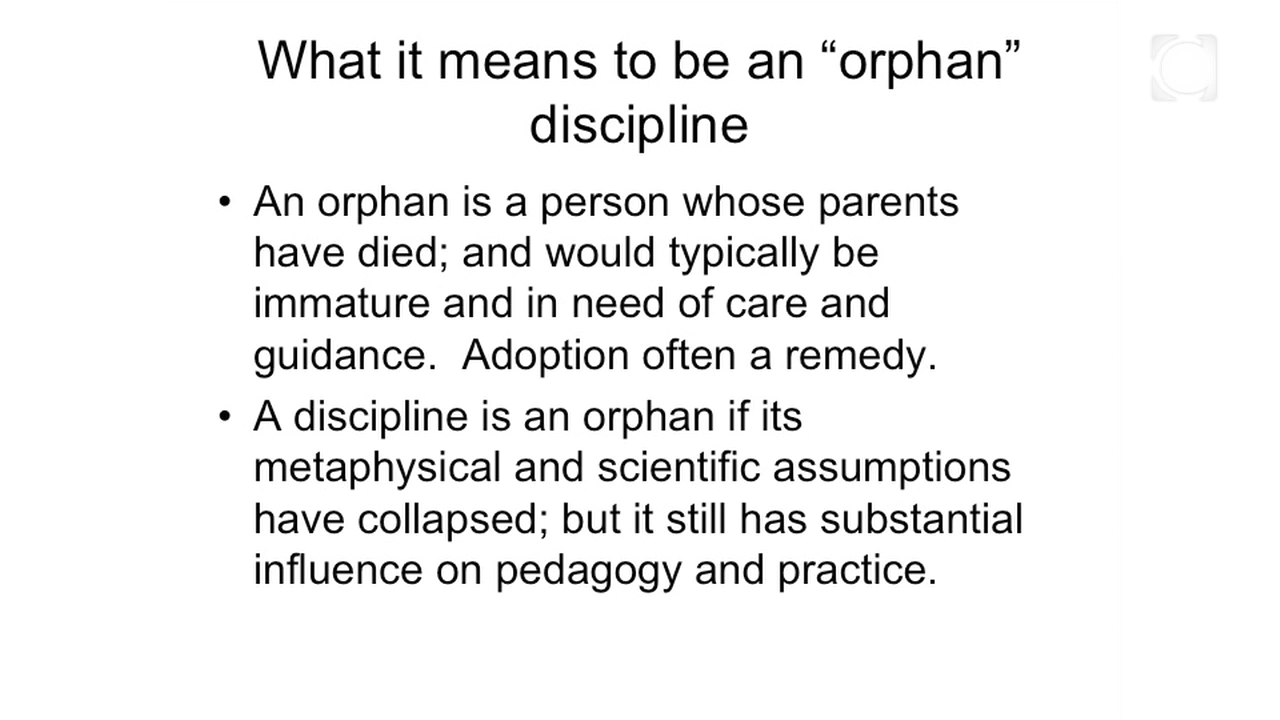 What it means to be an “orphan”
discipline
• An orphan is a person whose parents
have died; and would typically be
immature and in need of care and
guidance.  Adoption often a remedy.
• A discipline is an orphan if its
metaphysical and scientific assumptions
have collapsed; but it still has substantial
influence on pedagogy and practice.